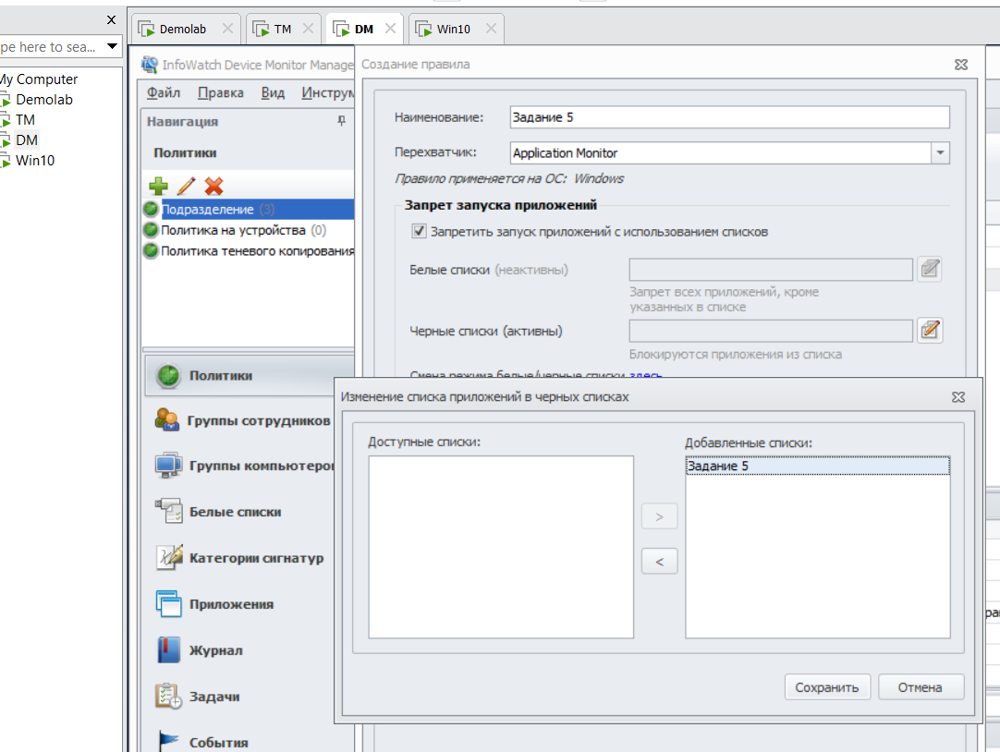 pe here to sea...
My Computer
Demolab
TM
DM
Win10
Demolab
TM
DM
Win10
InfoWatch Device Monitor Manage
Файл Правка Вид Инструм
Навигация
Политики
Подразделение (3)
Политика на устройства (0)
Политика теневого копирования
Политики
Группы сотрудников
Группы компьютеро
Белые списки
Категории сигнатур
Приложения
Журнал
Задачи
События
Создание правила
Наименование: Задание 5
Перехватчик: Application Monitor
Правило применяется на ОС: Windows
Запрет запуска приложений
Запретить запуск приложений с использованием списков
Белые списки (неактивны)
Запрет всех приложений, кроме
указанных в списке
Черные списки (активны)
Блокируются приложения из списка
Смена режима белые/черные списки здесь
Изменение списка приложений в черных списках
Доступные списки:
Добавленные списки:
Задание 5
>
<
Сохранить Отмена